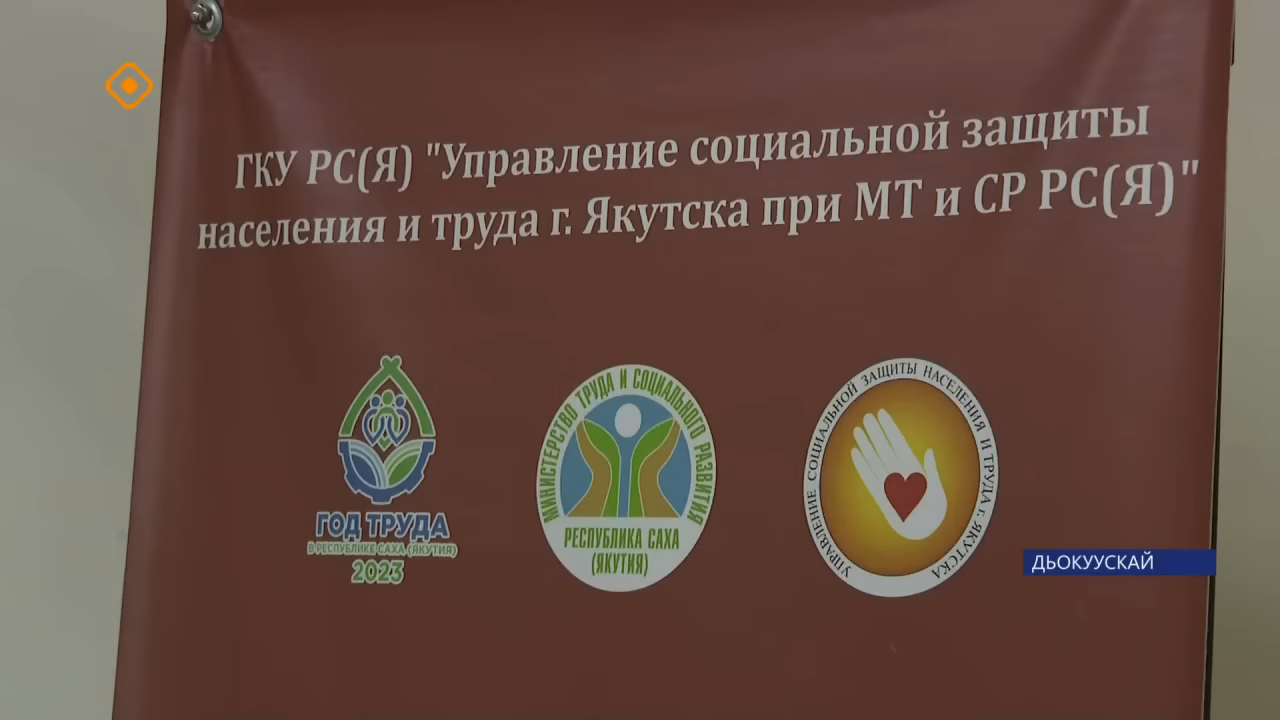 ГКУ РС(Я) "Управление социальной защиты
населения и труда г. Якутска при МТ и СР РС(Я)"
ГОД ТРУДА
В РЕСПУБЛИКЕ САХА (ЯКУТИЯ)
2023
МИНИСТЕРСТВО ТРУДА И СОЦИАЛЬНОГО РАЗВИТИЯ
РЕСПУБЛИКА САХА
(ЯКУТИЯ)
УПРАВЛЕНИЕ СОЦИАЛЬНОЙ ЗАЩИТЫ НАСЕЛЕНИЯ И ТРУДА Г. ЯКУТСКА
ДЬОКУУСКАЙ